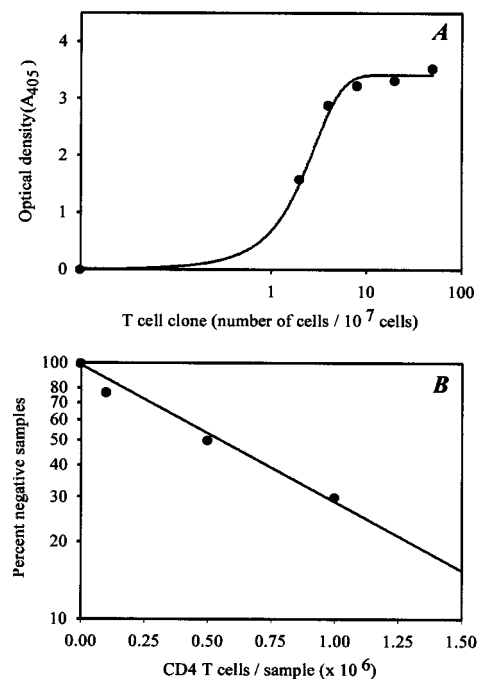 A
4
3
2
1
0
Optical density(A405)
1 10 100
T cell clone (number of cells / 10 7 cells)
B
100
80
70
60
50
40
30
20
10
Percent negative samples
0.00 0.25 0.50 0.75 1.00 1.25 1.50
CD4 T cells / sample (x 10 6)